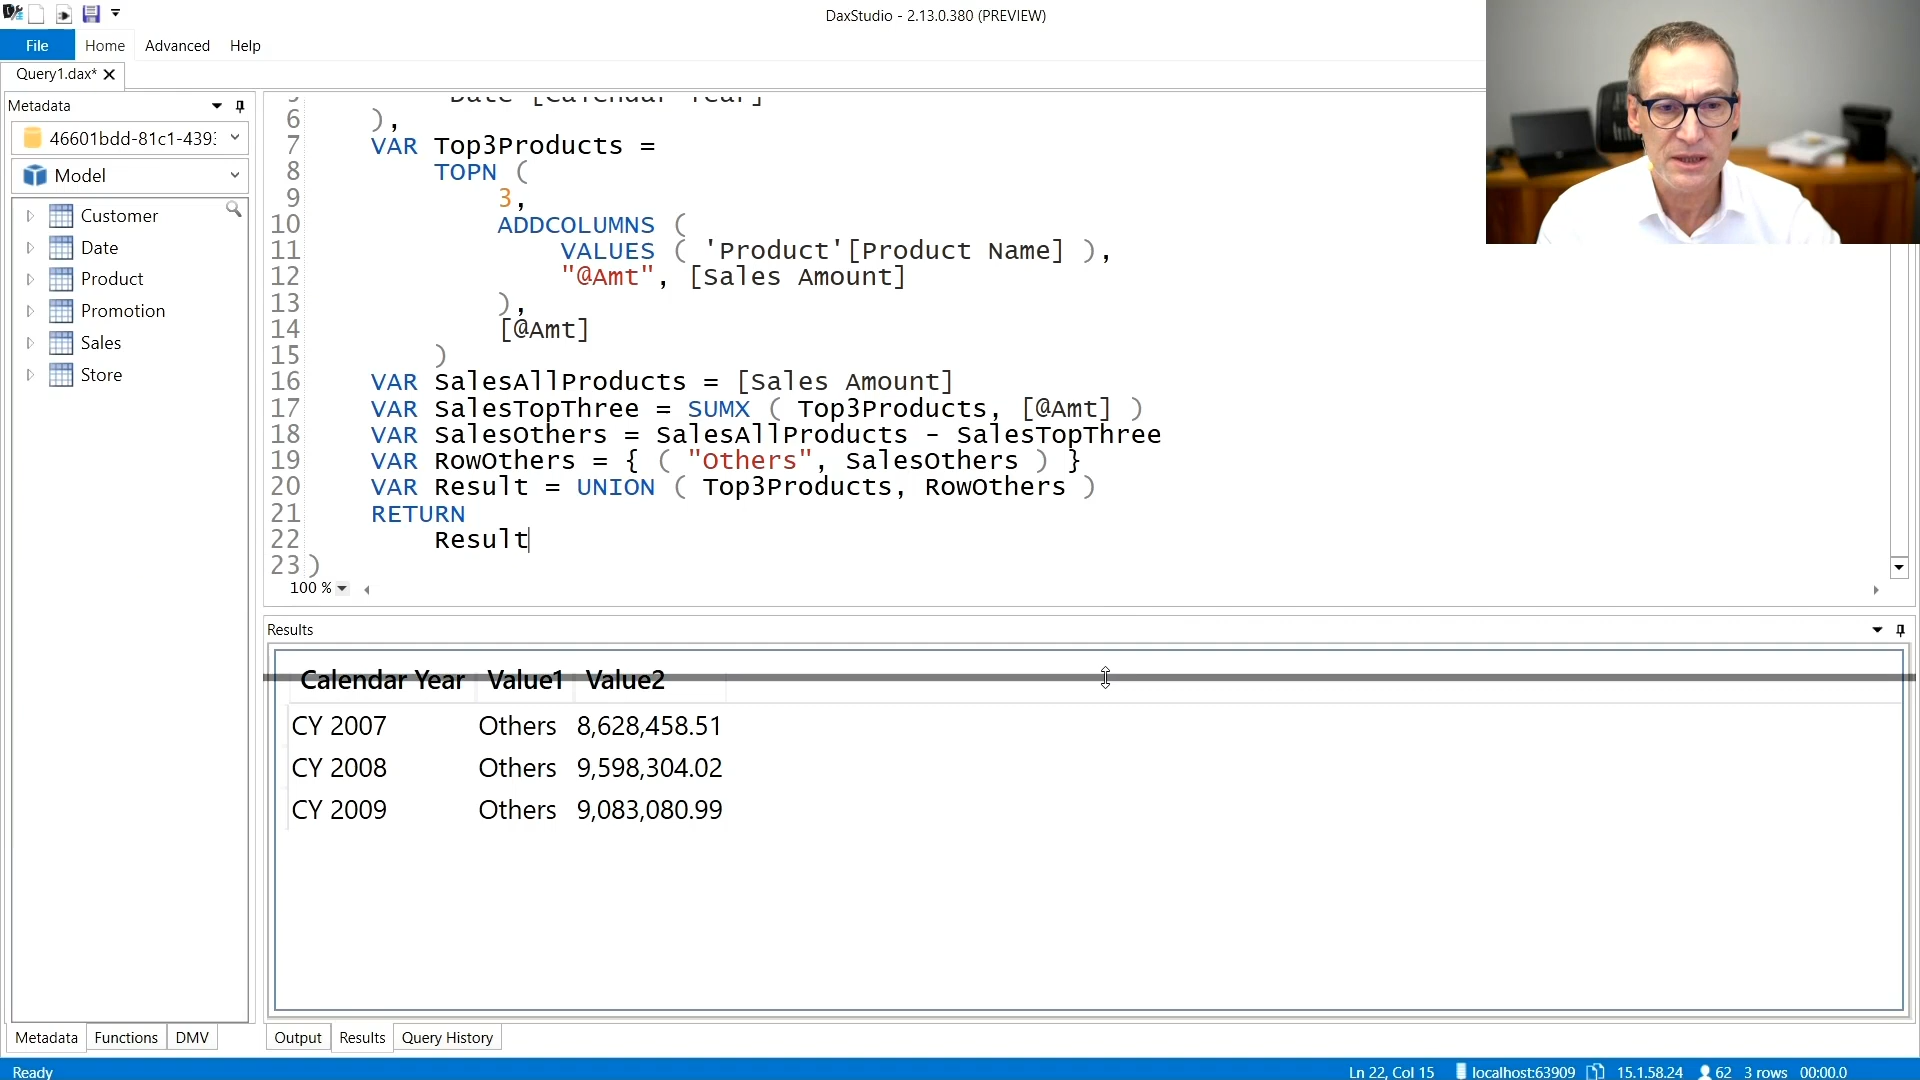 DaxStudio - 2.13.0.380 (PREVIEW)
File Home Advanced Help
Query1.dax*
Metadata
46601bdd-81c1-439
Model
Customer
Date
Product
Promotion
Sales
Store
5 Date [Calendar Year]
6 ),
7 VAR Top3Products =
8 TOPN (
9 3,
10 ADDCOLUMNS (
11 VALUES ( 'Product'[Product Name] ),
12 "@Amt", [Sales Amount]
13 ),
14 [@Amt]
15 )
16 VAR SalesAllProducts = [Sales Amount]
17 VAR SalesTopThree = SUMX ( Top3Products, [@Amt] )
18 VAR SalesOthers = SalesAllProducts - SalesTopThree
19 VAR RowOthers = { ( "Others", SalesOthers ) }
20 VAR Result = UNION ( Top3Products, RowOthers )
21 RETURN
22 Result
23 )
100 %
Results
Calendar Year Value1 Value2
CY 2007 Others 8,628,458.51
CY 2008 Others 9,598,304.02
CY 2009 Others 9,083,080.99
Metadata Functions DMV
Output Results Query History
Ready Ln 22, Col 15 localhost:63909 15.1.58.24 62 3 rows 00:00.0